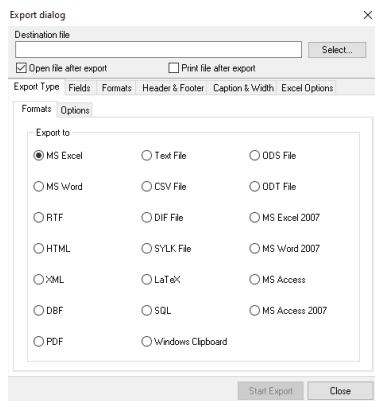 Export dialog
Destination file
Select...
Open file after export Print file after export
Export Type Fields Formats Header & Footer Caption & Width Excel Options
Formats Options
Export to
MS Excel Text File ODS File
MS Word CSV File ODT File
RTF DIF File MS Excel 2007
HTML SYLK File MS Word 2007
XML LaTeX MS Access
DBF SQL MS Access 2007
PDF Windows Clipboard
Start Export Close